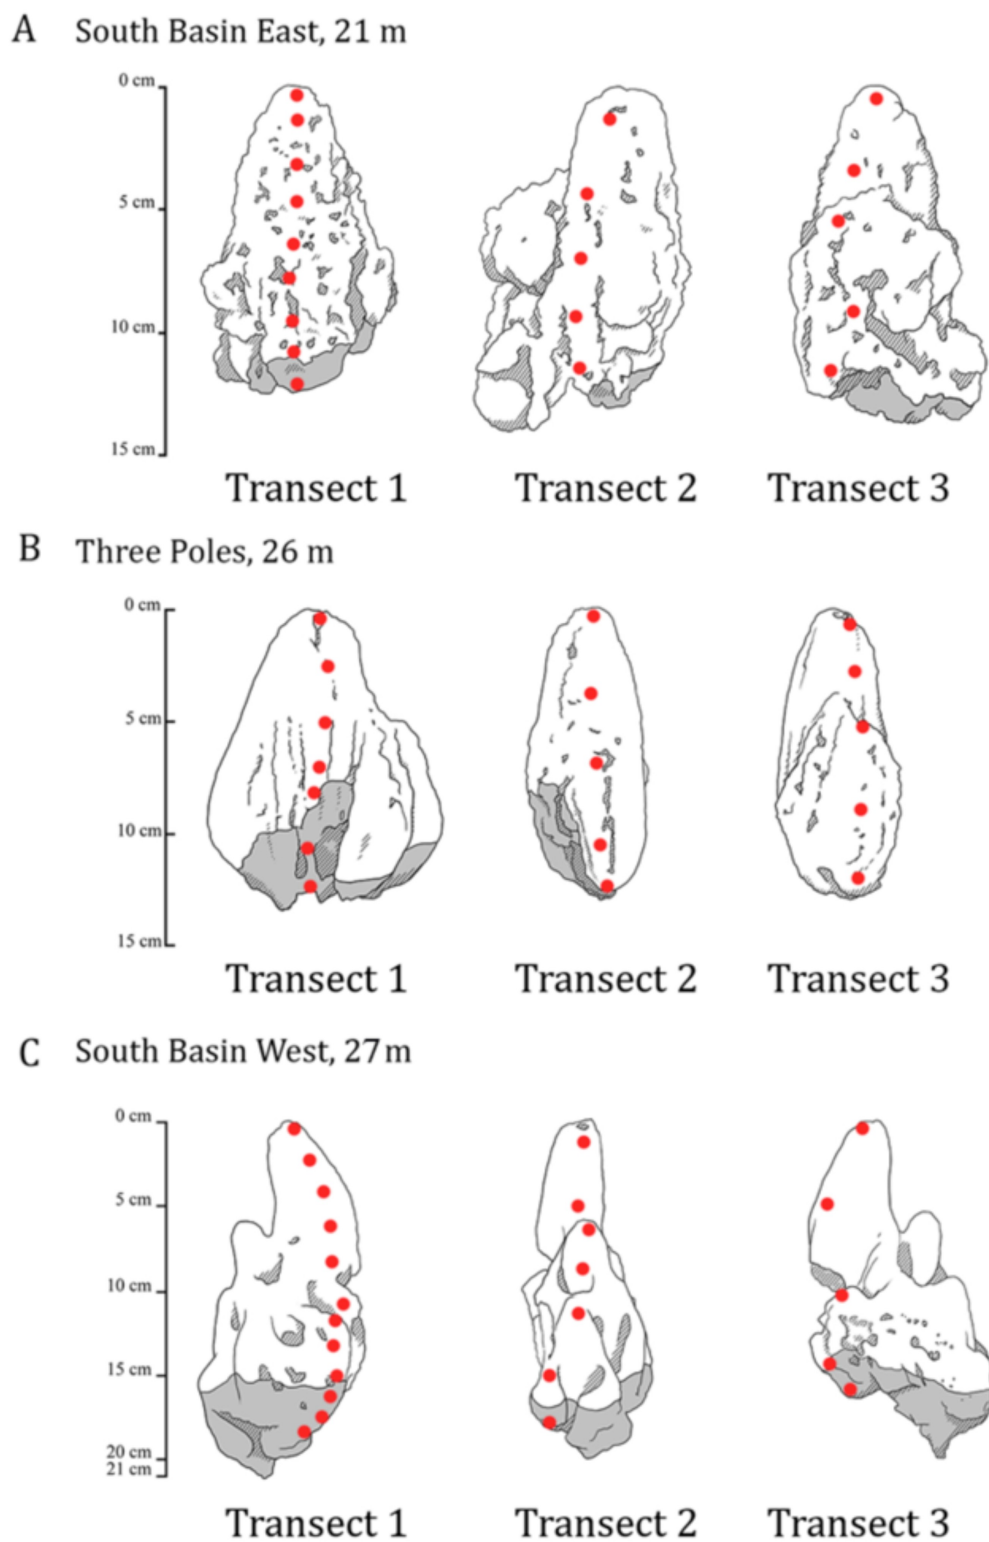 A South Basin East, 21 m
0 cm
5 cm
10 cm
15 cm
Transect 1 Transect 2 Transect 3
B Three Poles, 26 m
0 cm
5 cm
10 cm
15 cm
Transect 1 Transect 2 Transect 3
C South Basin West, 27m
0 cm
5 cm
10 cm
15 cm
20 cm
21 cm
Transect 1 Transect 2 Transect 3